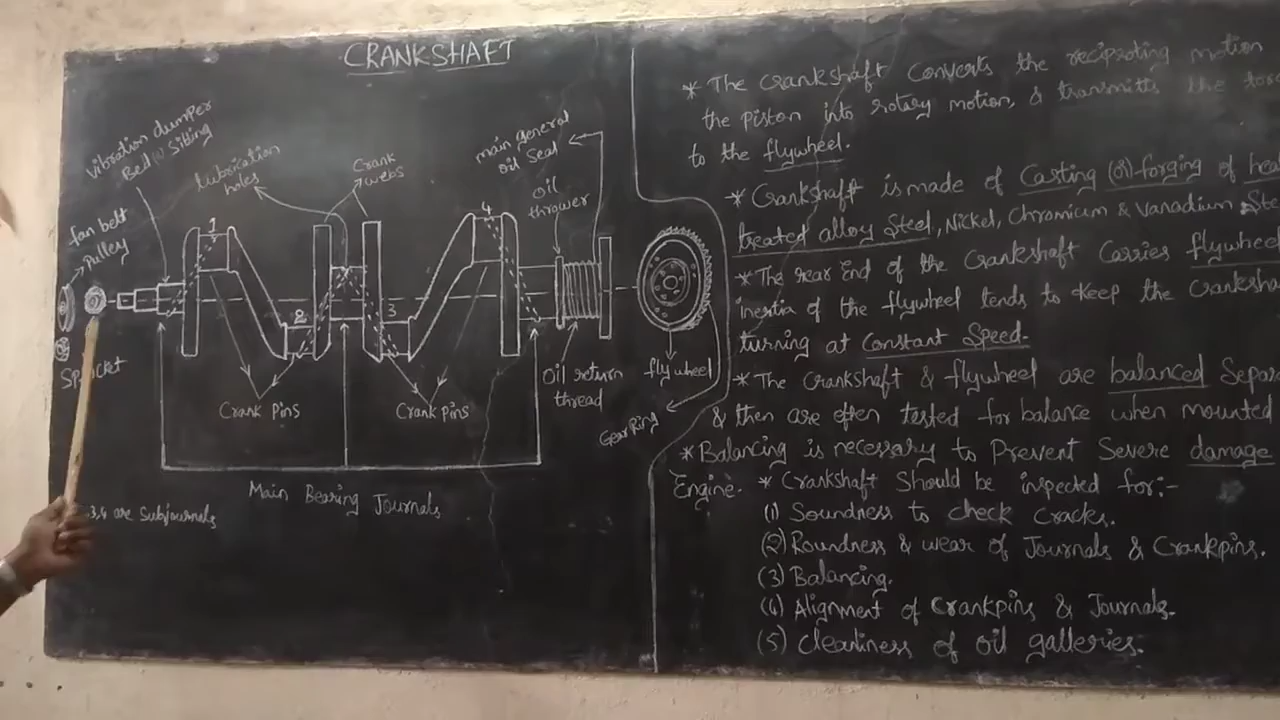 CRANKSHAFT
vibration dumper
Bed (or) Sitting
lubrication
holes
Crank
webs
main general
oil Seal
oil
thrower
fan belt
Pulley
1
4
2
3
Sprocket
Crank Pins
Crank Pins
Oil return
thread
flywheel
Gear Ring
Main Bearing Journals
3,4 are Subjournals
* The Crankshaft Converts the reciproting motion
the Piston into rotary motion, & transmitts the
to the flywheel.
* Crankshaft is made of Casting (or) forging of
treated alloy Steel, Nickel, Chromium & Vanadium
* The rear End of the Crankshaft Carries flywheel
inertia of the flywheel tends to Keep the
turning at Constant Speed.
* The Crankshaft & flywheel are balanced
& then are often tested for balance when mounted
* Balancing is necessary to Prevent Severe damage
Engine. * Crankshaft Should be inspected for:-
(1) Soundness to check Cracks.
(2) Roundness & wear of Journals & Crankpins.
(3) Balancing.
(4) Alignment of Crankpins & Journals.
(5) Cleanliness of oil galleries.